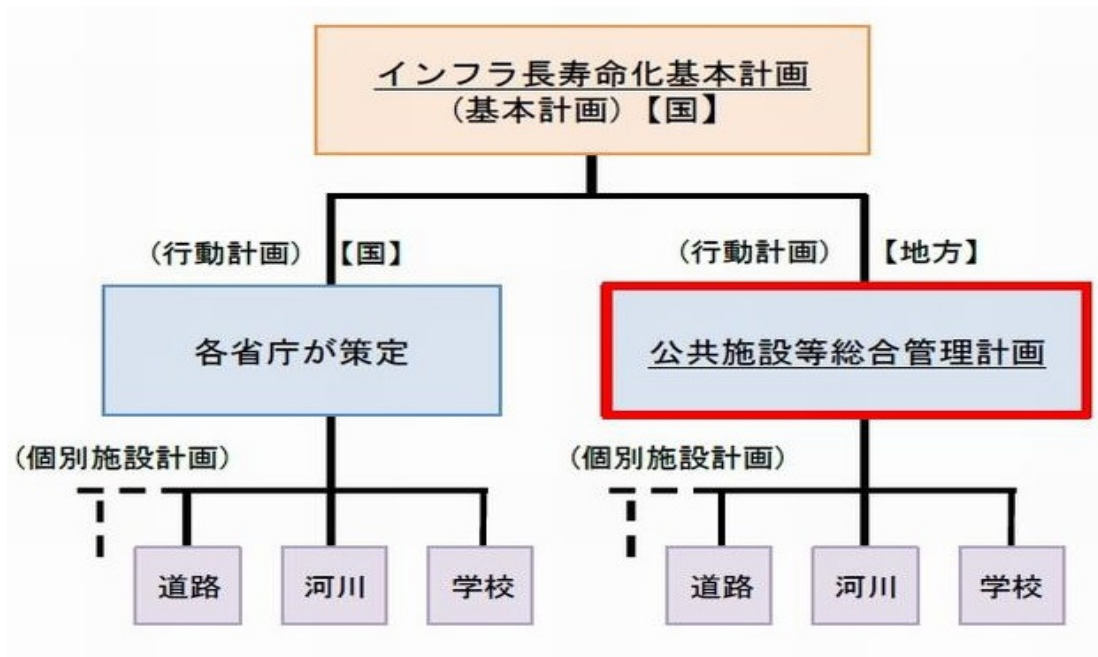 インフラ長寿命化基本計画
(基本計画)【国】
(行動計画) 【国】
(行動計画) 【地方】
各省庁が策定
公共施設等総合管理計画
(個別施設計画)
(個別施設計画)
道路
河川
学校
道路
河川
学校